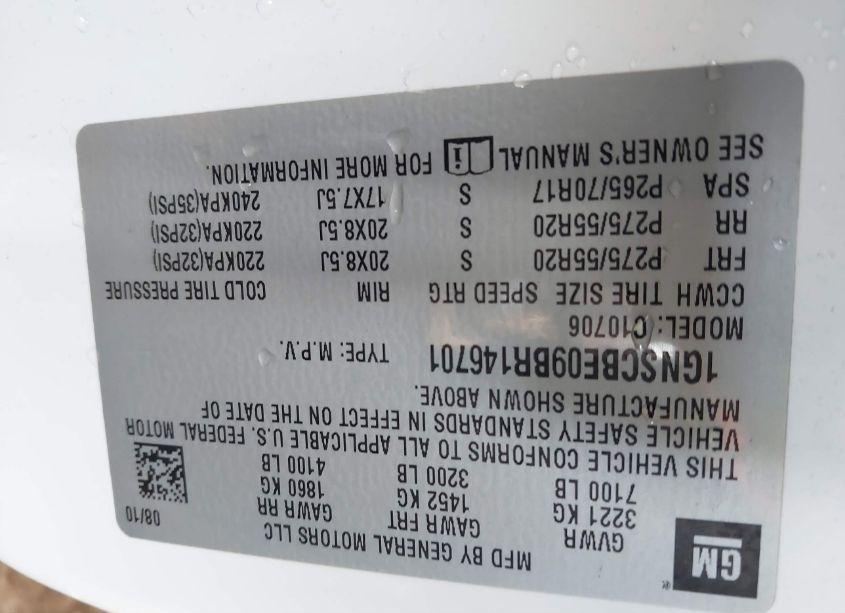 GM ®
MFD BY GENERAL MOTORS LLC
08/10
GVWR GAWR FRT GAWR RR
3221 KG 1452 KG 1860 KG
7100 LB 3200 LB 4100 LB
THIS VEHICLE CONFORMS TO ALL APPLICABLE U.S. FEDERAL MOTOR
VEHICLE SAFETY STANDARDS IN EFFECT ON THE DATE OF
MANUFACTURE SHOWN ABOVE.
1GNSCBE09BR146701 TYPE: M.P.V.
MODEL: C10706
CCWH TIRE SIZE SPEED RTG RIM COLD TIRE PRESSURE
FRT P275/55R20 S 20X8.5J 220KPA(32PSI)
RR P275/55R20 S 20X8.5J 220KPA(32PSI)
SPA P265/70R17 S 17X7.5J 240KPA(35PSI)
SEE OWNER'S MANUAL i FOR MORE INFORMATION.